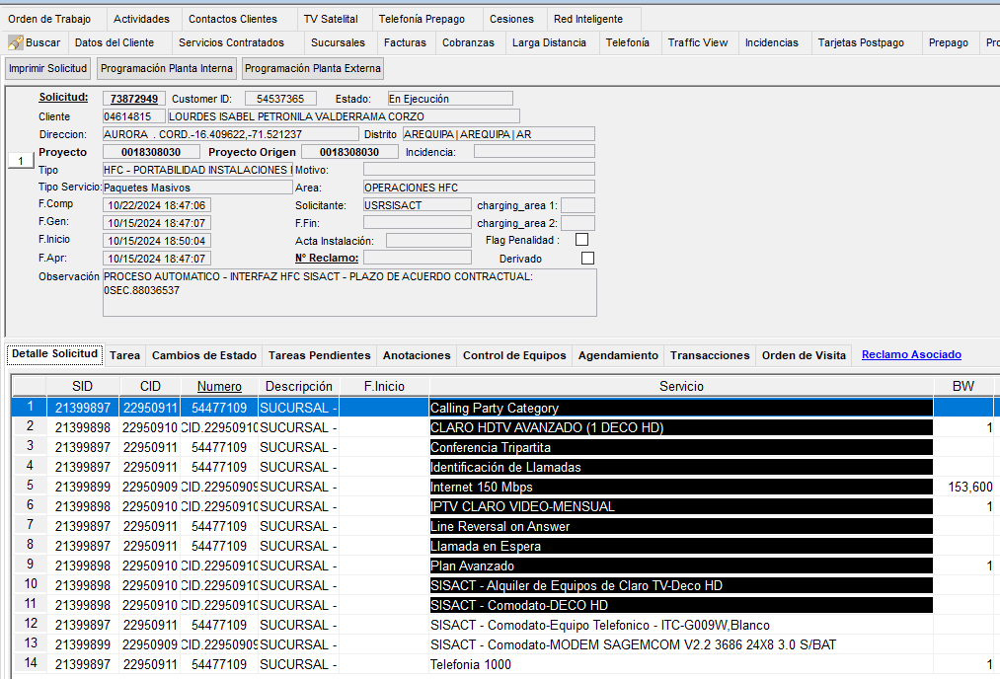 Orden de Trabajo Actividades Contactos Clientes TV Satelital Telefonía Prepago Cesiones Red Inteligente
Buscar Datos del Cliente Servicios Contratados Sucursales Facturas Cobranzas Larga Distancia Telefonía Traffic View Incidencias Tarjetas Postpago Prepago
Imprimir Solicitud Programación Planta Interna Programación Planta Externa
Solicitud: 73872949 Customer ID: 54537365 Estado: En Ejecución
Cliente 04614815 LOURDES ISABEL PETRONILA VALDERRAMA CORZO
Direccion: AURORA . CORD.-16.409622,-71.521237 Distrito AREQUIPA | AREQUIPA | AR
Proyecto 0018308030 Proyecto Origen 0018308030 Incidencia:
1
Tipo HFC - PORTABILIDAD INSTALACIONES Motivo:
Tipo Servicio: Paquetes Masivos Area: OPERACIONES HFC
F.Comp 10/22/2024 18:47:06 Solicitante: USRSISACT charging_area 1:
F.Gen: 10/15/2024 18:47:07 F.Fin: charging_area 2:
F.Inicio 10/15/2024 18:50:04 Acta Instalación: Flag Penalidad :
F.Apr: 10/15/2024 18:47:07 Nº Reclamo: Derivado
Observación PROCESO AUTOMATICO - INTERFAZ HFC SISACT - PLAZO DE ACUERDO CONTRACTUAL:
0SEC.88036537
Detalle Solicitud Tarea Cambios de Estado Tareas Pendientes Anotaciones Control de Equipos Agendamiento Transacciones Orden de Visita Reclamo Asociado
SID CID Numero Descripción F.Inicio Servicio BW
1 21399897 22950911 54477109 SUCURSAL - Calling Party Category
2 21399898 22950910 CID.22950910 SUCURSAL - CLARO HDTV AVANZADO (1 DECO HD) 1
3 21399897 22950911 54477109 SUCURSAL - Conferencia Tripartita
4 21399897 22950911 54477109 SUCURSAL - Identificación de Llamadas
5 21399899 22950909 CID.22950909 SUCURSAL - Internet 150 Mbps 153,600
6 21399898 22950910 CID.22950910 SUCURSAL - IPTV CLARO VIDEO-MENSUAL 1
7 21399897 22950911 54477109 SUCURSAL - Line Reversal on Answer
8 21399897 22950911 54477109 SUCURSAL - Llamada en Espera
9 21399898 22950910 CID.22950910 SUCURSAL - Plan Avanzado 1
10 21399898 22950910 CID.22950910 SUCURSAL - SISACT - Alquiler de Equipos de Claro TV-Deco HD
11 21399898 22950910 CID.22950910 SUCURSAL - SISACT - Comodato-DECO HD
12 21399897 22950911 54477109 SUCURSAL - SISACT - Comodato-Equipo Telefonico - ITC-G009W,Blanco
13 21399899 22950909 CID.22950909 SUCURSAL - SISACT - Comodato-MODEM SAGEMCOM V2.2 3686 24X8 3.0 S/BAT
14 21399897 22950911 54477109 SUCURSAL - Telefonia 1000 1